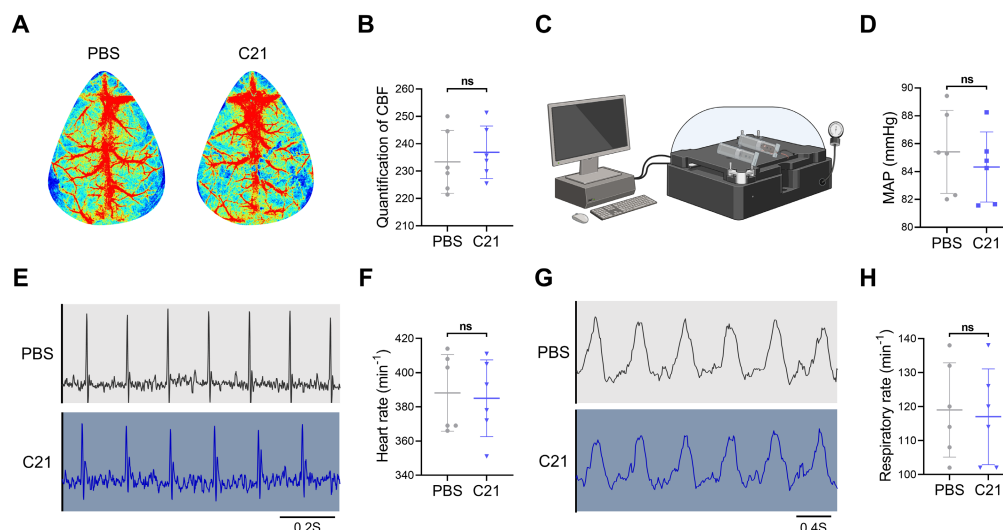 A
PBS
C21
B
ns
Quantification of CBF
260
250
240
230
220
210
PBS
C21
C
D
ns
MAP (mmHg)
90
88
86
84
82
80
PBS
C21
E
PBS
C21
0.2S
F
ns
Heart rate (min⁻¹)
420
400
380
360
340
PBS
C21
G
PBS
C21
0.4S
H
ns
Respiratory rate (min⁻¹)
140
130
120
110
100
PBS
C21